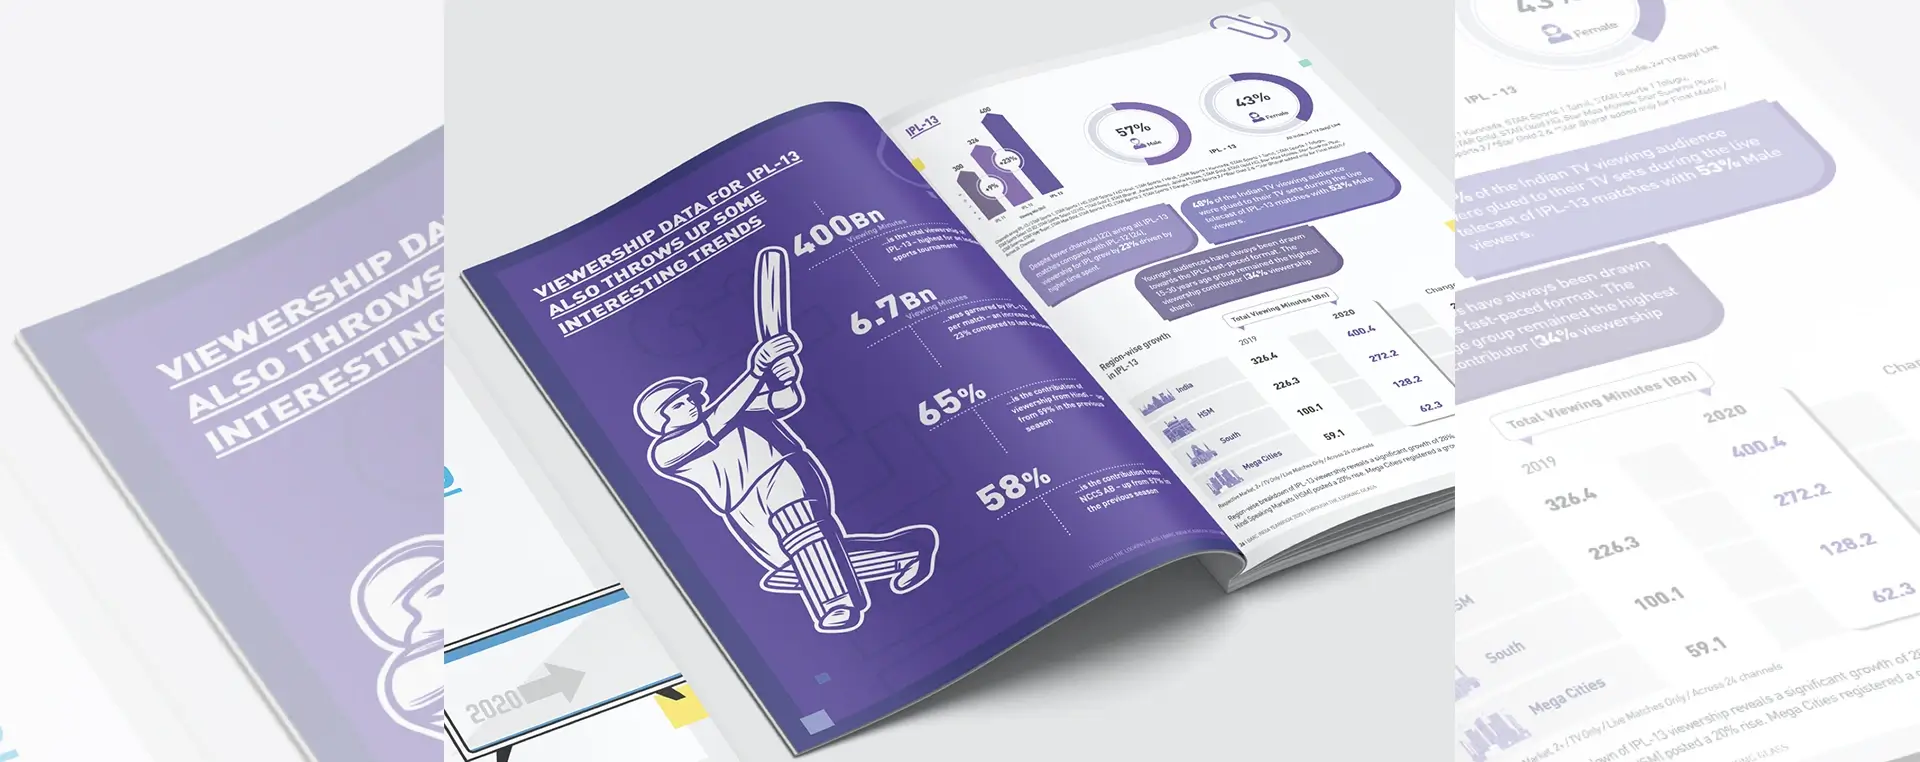 VIEWERSHIP DATA FOR IPL-13
ALSO THROWS UP SOME
INTERESTING TRENDS
400Bn
Viewing Minutes
...is the total viewership of
IPL-13 - highest for an Indian
sports tournament
6.7Bn
Viewing Minutes
...was garnered by IPL-13
per match - an increase of
23% compared to last season
65%
...is the contribution of
viewership from Hindi - up
from 59% in the previous
season
58%
...is the contribution from
NCCS AB - up from 57% in
the previous season
2020
IPL-13
300
326
400
+9%
+23%
57%
Male
43%
Female
IPL - 13
Despite fewer channels (22) airing all IPL-13
matches compared with IPL-12 (24),
viewership for IPL grew by 23% driven by
higher time spent.
48% of the Indian TV viewing audience
were glued to their TV sets during the live
telecast of IPL-13 matches with 53% Male
viewers.
Younger audiences have always been drawn
towards the IPL's fast-paced format. The
15-30 years age group remained the highest
viewership contributor (34% viewership
share).
Region-wise growth
in IPL-13
Total Viewing Minutes (Bn)
2019
2020
India
326.4
400.4
HSM
226.3
272.2
South
100.1
128.2
Mega Cities
59.1
62.3
Region-wise breakdown of IPL-13 viewership reveals a significant growth of 28%
Hindi Speaking Markets (HSM) posted a 20% rise. Mega Cities registered a
VIEWERSHIP DA
ALSO THROWS
INTERESTING
Female
IPL - 13
% of the Indian TV viewing audience
were glued to their TV sets during the live
telecast of IPL-13 matches with 53% Male
viewers.
have always been drawn
fast-paced format. The
age group remained the highest
contributor (34% viewership
Total Viewing Minutes (Bn)
2019
2020
326.4
400.4
226.3
272.2
100.1
128.2
59.1
62.3
South
Mega Cities
Market, 2+ / TV Only / Live Matches Only / Across 24 channels
of IPL-13 viewership reveals a significant growth of
(HSM) posted a 20% rise. Mega Cities registered a